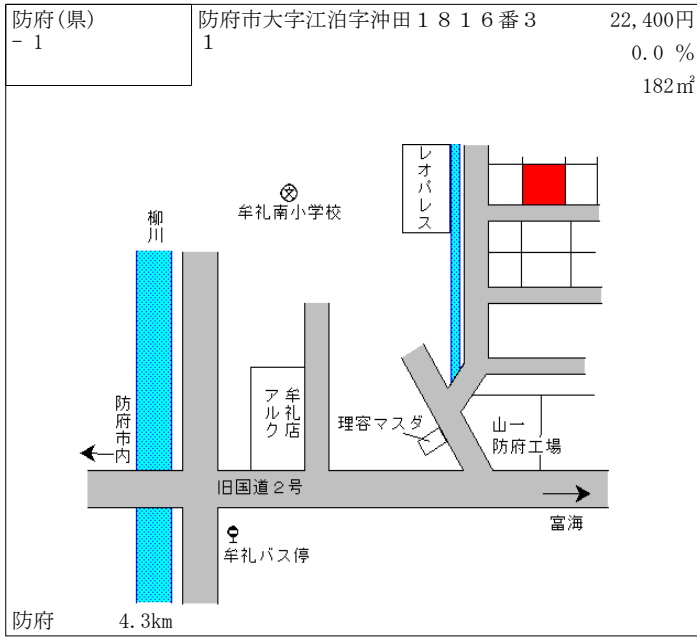 防府(県)
- 1
防府市大字江泊字沖田１８１６番３
1
22,400円
0.0 %
182㎡
レオパレス
文
牟礼南小学校
柳川
防府市内
アルク
牟礼店
理容マスダ
山一
防府工場
旧国道２号
富海
牟礼バス停
防府
4.3km